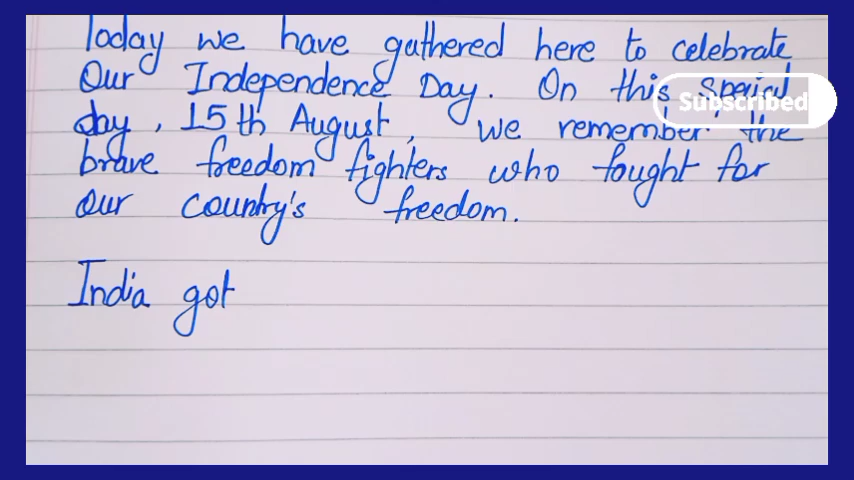 Today we have gathered here to celebrate
Our Independence Day. On this special
day, 15th August, we remember the
brave freedom fighters who fought for
our country's freedom.
India got
Subscribed